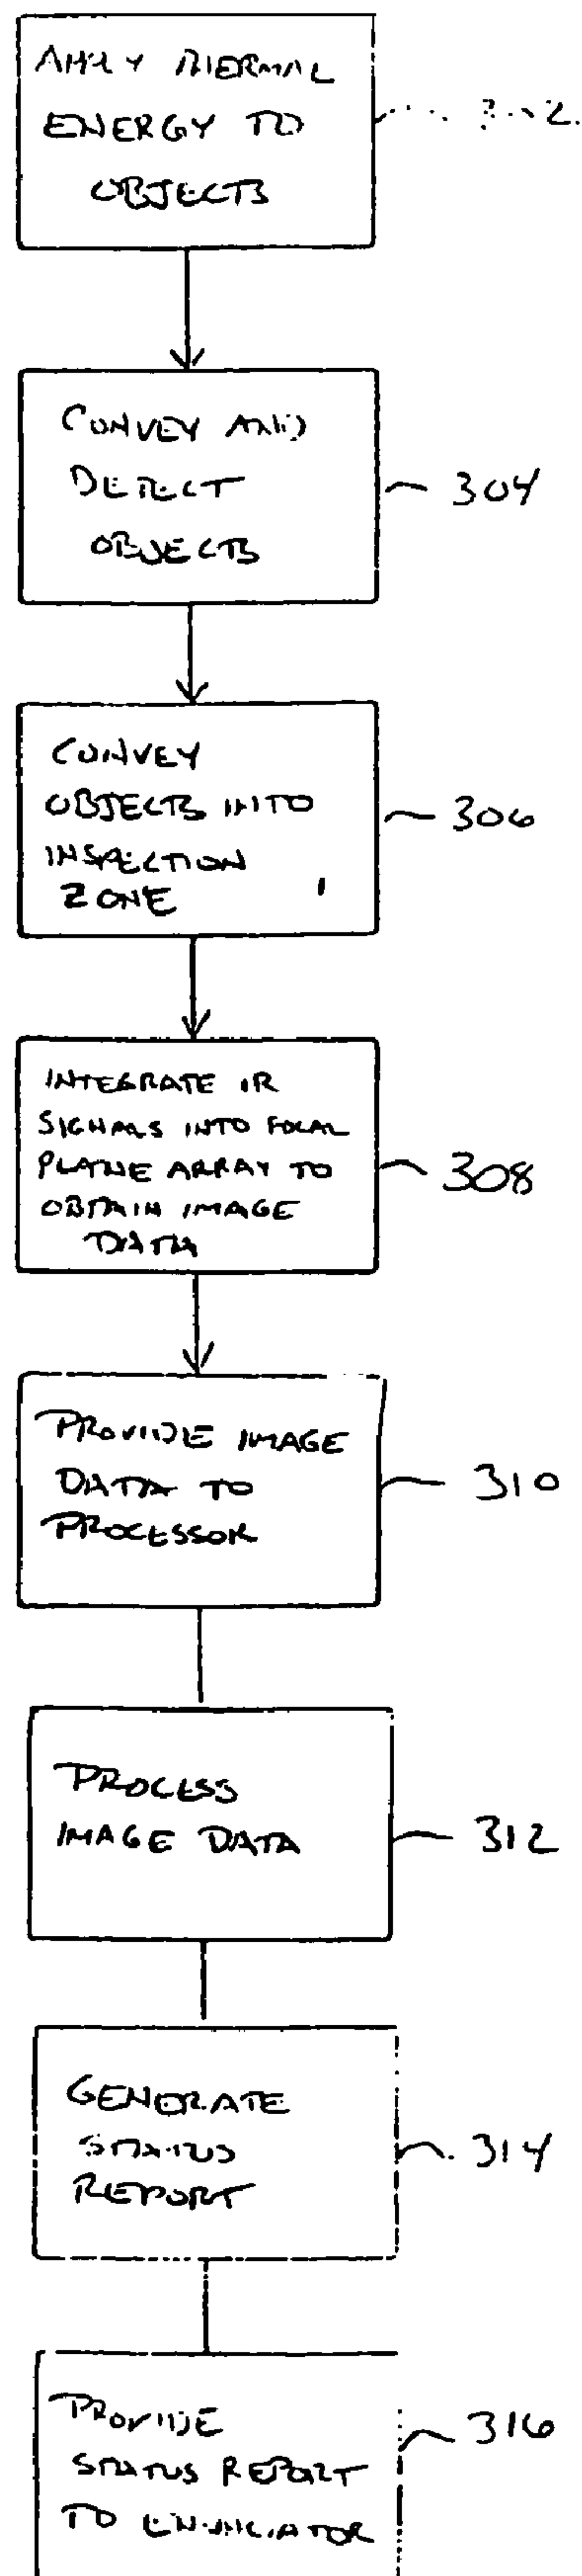 APPLY THERMAL
ENERGY TO
OBJECTS
CONVEY AND
DETECT
OBJECTS
304
CONVEY
OBJECTS INTO
INSPECTION
ZONE
306
INTEGRATE IR
SIGNALS INTO FOCAL
PLANE ARRAY TO
OBTAIN IMAGE
DATA
308
PROVIDE IMAGE
DATA TO
PROCESSOR
310
PROCESS
IMAGE DATA
312
GENERATE
STATUS
REPORT
314
PROVIDE
STATUS REPORT
TO ENUNCIATOR
316